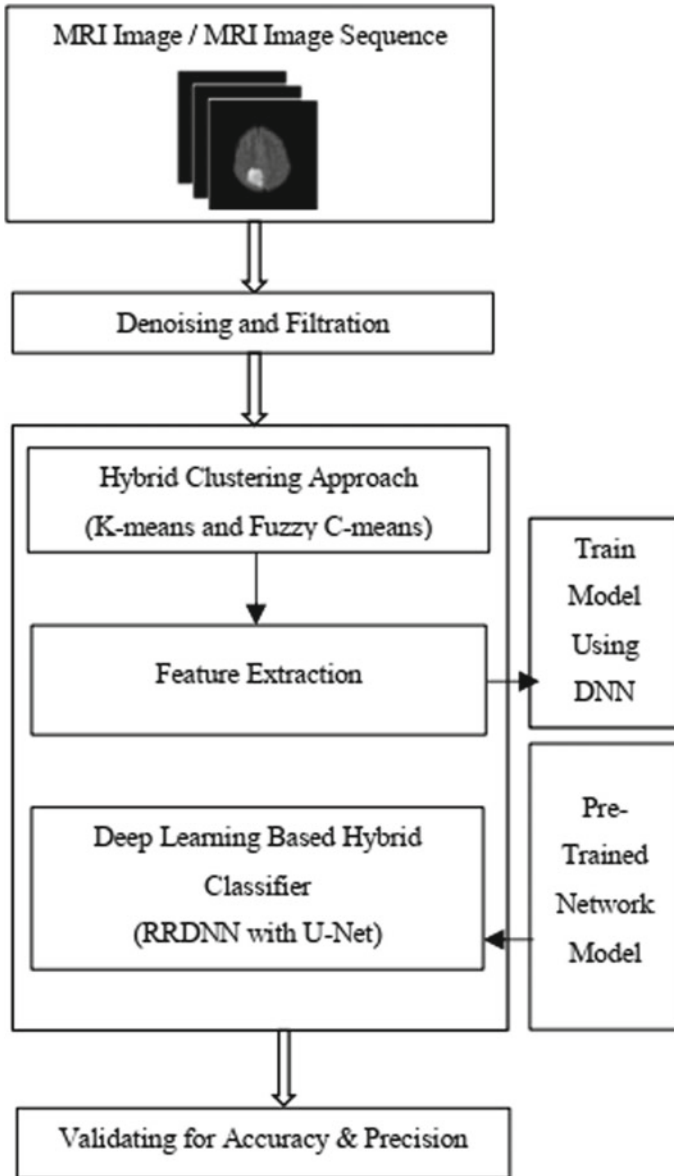 MRI Image / MRI Image Sequence
Denoising and Filtration
Hybrid Clustering Approach
(K-means and Fuzzy C-means)
Feature Extraction
Train
Model
Using
DNN
Deep Learning Based Hybrid
Classifier
(RRDNN with U-Net)
Pre-
Trained
Network
Model
Validating for Accuracy & Precision